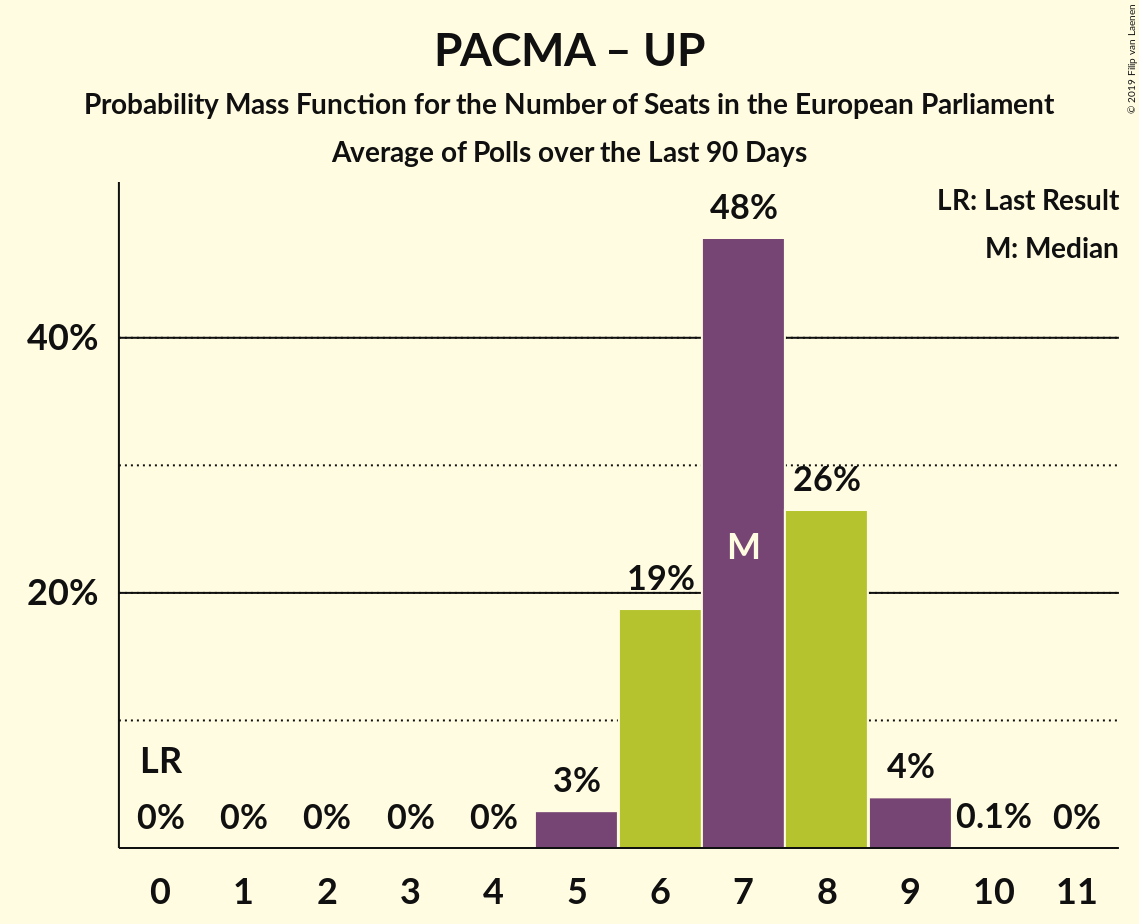 PACMA – UP
Probability Mass Function for the Number of Seats in the European Parliament
Average of Polls over the Last 90 Days
© 2019 Filip van Laenen
LR: Last Result
M: Median
48%
40%
26%
M
19%
20%
LR
3%
4%
0% 0% 0% 0% 0% 0.1% 0%
0 1 2 3 4 5 6 7 8 9 10 11